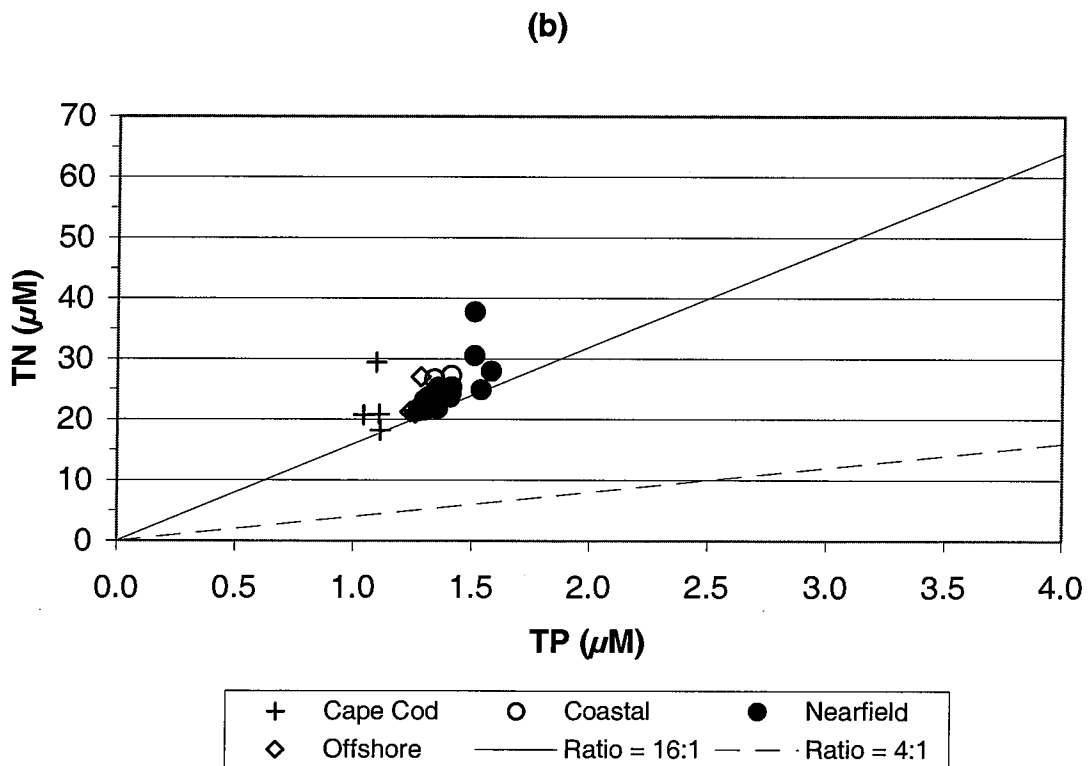 (b)
70
60
50
40
30
20
10
0
TN (µM)
0.0 0.5 1.0 1.5 2.0 2.5 3.0 3.5 4.0
TP (µM)
Cape Cod Coastal Nearfield
Offshore Ratio = 16:1 Ratio = 4:1